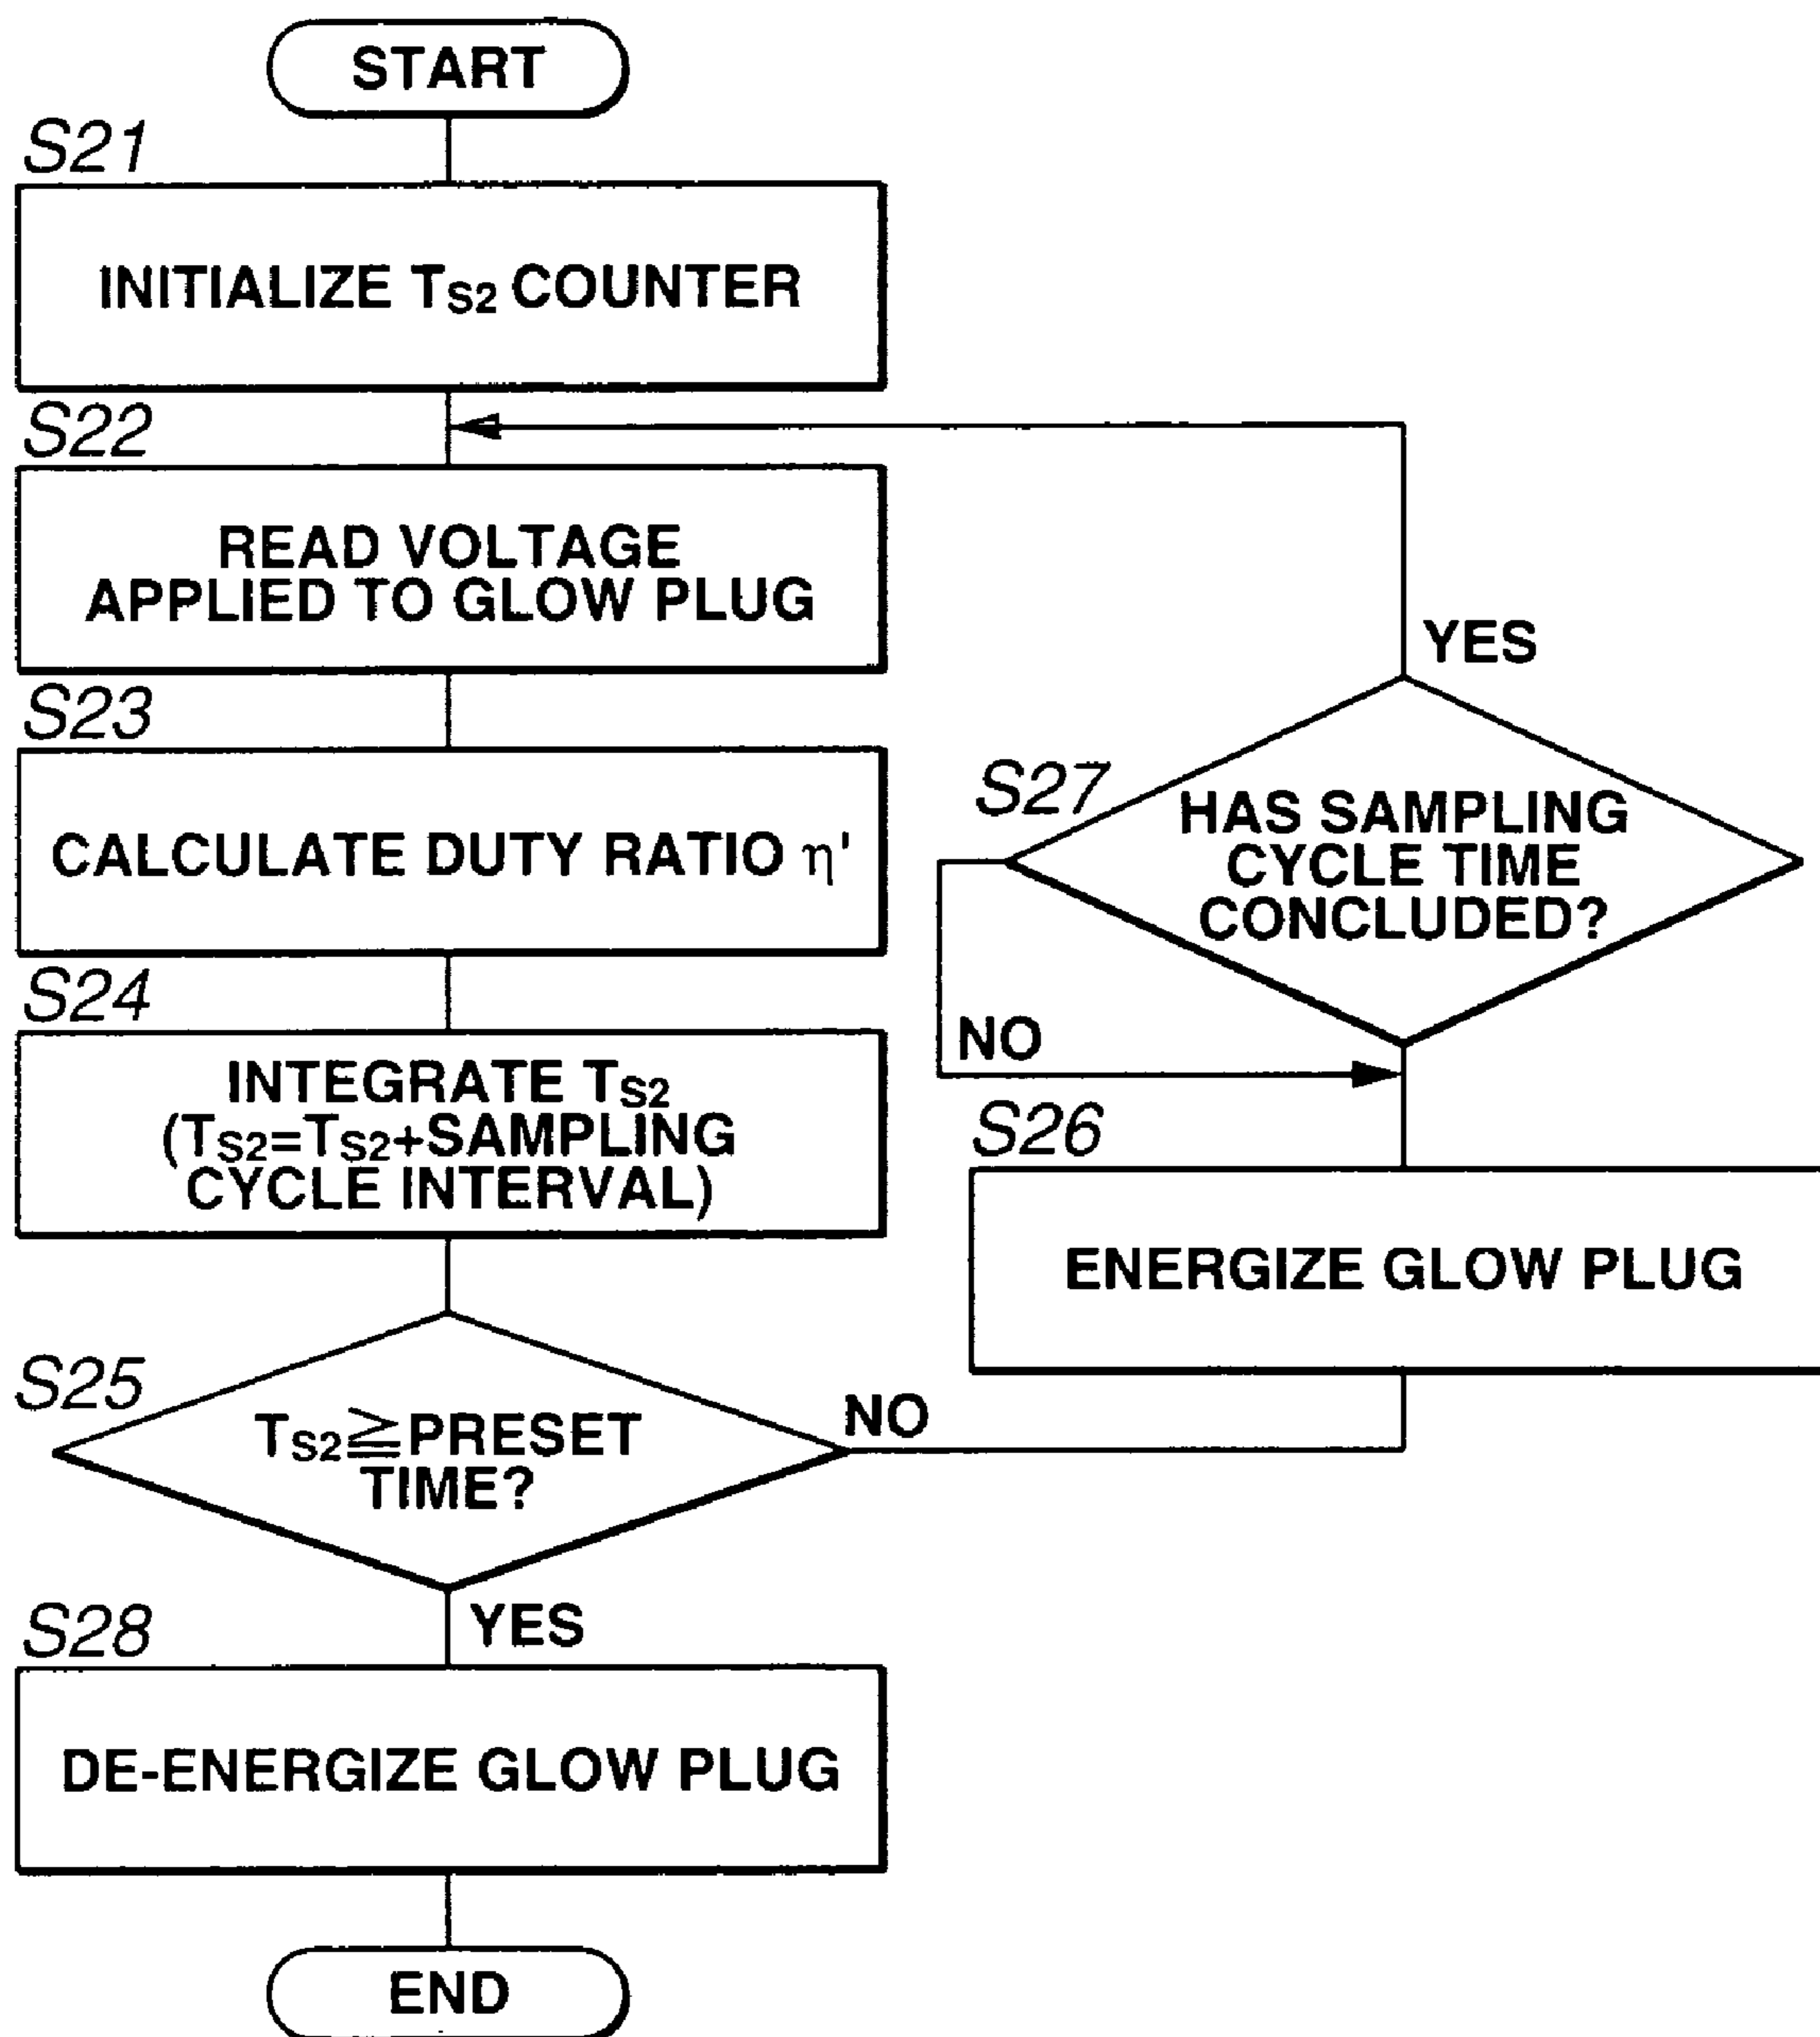 START
S21
INITIALIZE TS2 COUNTER
S22
READ VOLTAGE
APPLIED TO GLOW PLUG
S23
CALCULATE DUTY RATIO η'
S24
INTEGRATE TS2
(TS2=TS2+SAMPLING
CYCLE INTERVAL)
S25
TS2≧PRESET
TIME?
NO
YES
S26
ENERGIZE GLOW PLUG
S27
HAS SAMPLING
CYCLE TIME
CONCLUDED?
YES
NO
S28
DE-ENERGIZE GLOW PLUG
END